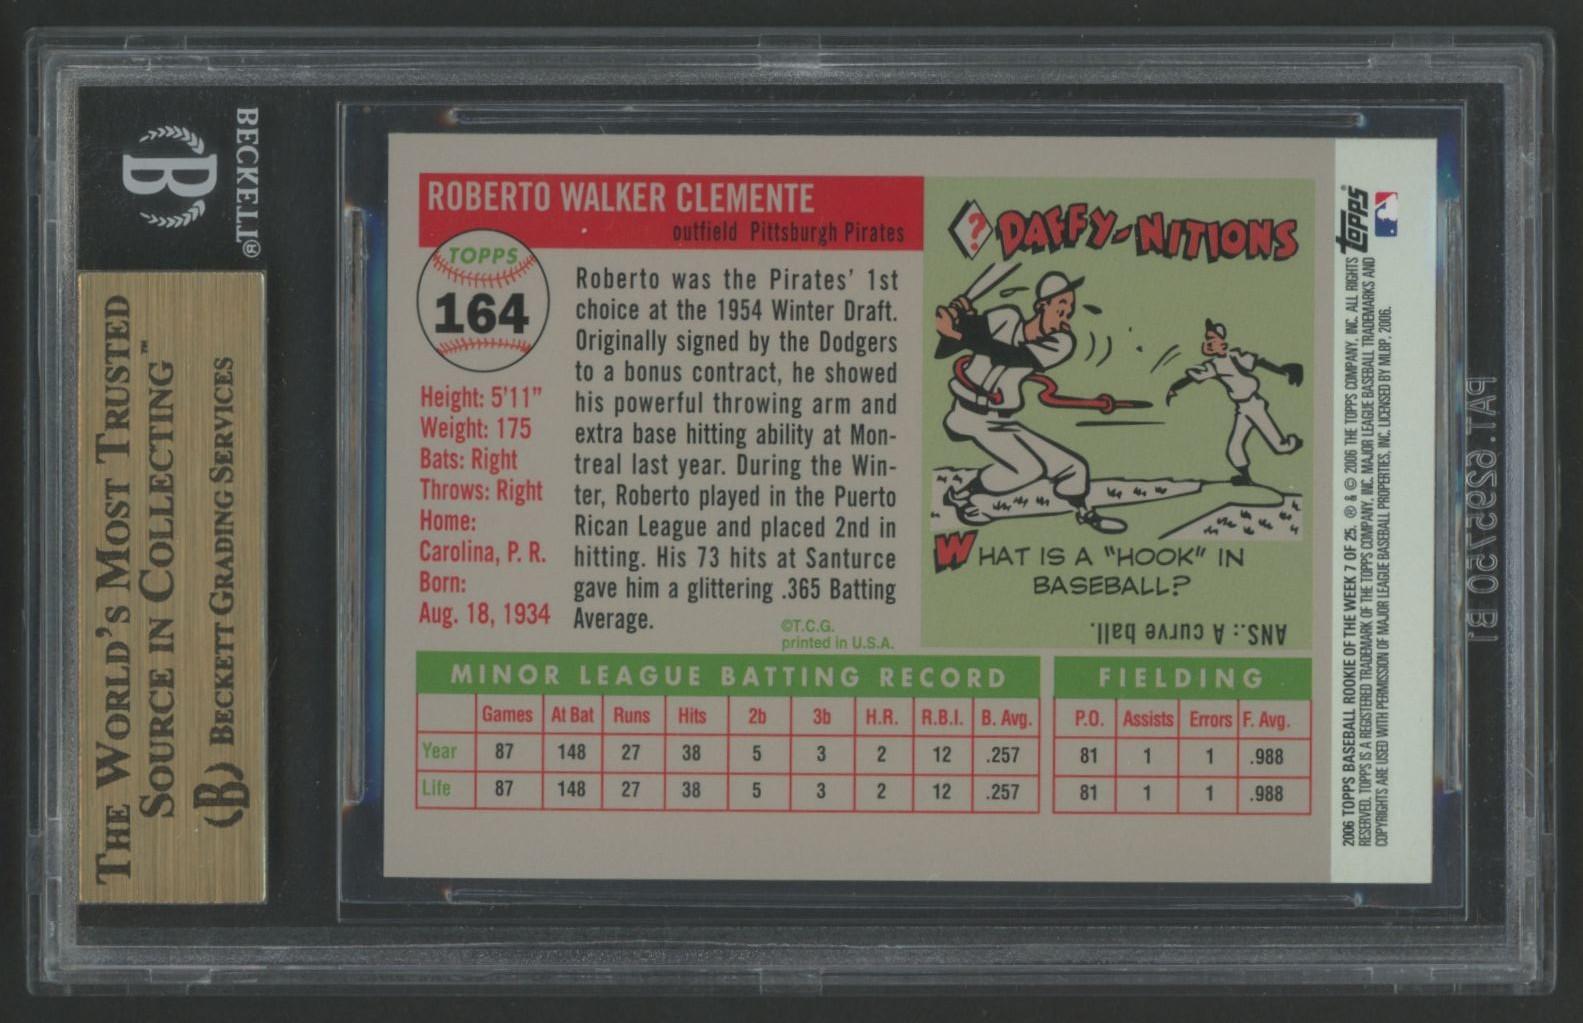 BECKETT®
B
THE WORLD'S MOST TRUSTED
SOURCE IN COLLECTING™
B BECKETT GRADING SERVICES
ROBERTO WALKER CLEMENTE
outfield Pittsburgh Pirates
TOPPS
164
Height: 5'11"
Weight: 175
Bats: Right
Throws: Right
Home:
Carolina, P. R.
Born:
Aug. 18, 1934
Roberto was the Pirates' 1st
choice at the 1954 Winter Draft.
Originally signed by the Dodgers
to a bonus contract, he showed
his powerful throwing arm and
extra base hitting ability at Mon-
treal last year. During the Win-
ter, Roberto played in the Puerto
Rican League and placed 2nd in
hitting. His 73 hits at Santurce
gave him a glittering .365 Batting
Average.
©T.C.G.
printed in U.S.A.
? DAFFY-NITIONS
WHAT IS A "HOOK" IN
BASEBALL?
ANS.: A curve ball.
MINOR LEAGUE BATTING RECORD
Games At Bat Runs Hits 2b 3b H.R. R.B.I. B. Avg.
Year 87 148 27 38 5 3 2 12 .257
Life 87 148 27 38 5 3 2 12 .257
FIELDING
P.O. Assists Errors F. Avg.
81 1 1 .988
81 1 1 .988
topps®
2006 TOPPS BASEBALL ROOKIE OF THE WEEK 7 OF 25. ® & © 2006 THE TOPPS COMPANY, INC. ALL RIGHTS
RESERVED. TOPPS IS A REGISTERED TRADEMARK OF THE TOPPS COMPANY, INC. MAJOR LEAGUE BASEBALL TRADEMARKS AND
COPYRIGHTS ARE USED WITH PERMISSION OF MAJOR LEAGUE BASEBALL PROPERTIES, INC. LICENSED BY MLBP, 2006.
PAT. 6295750 B1